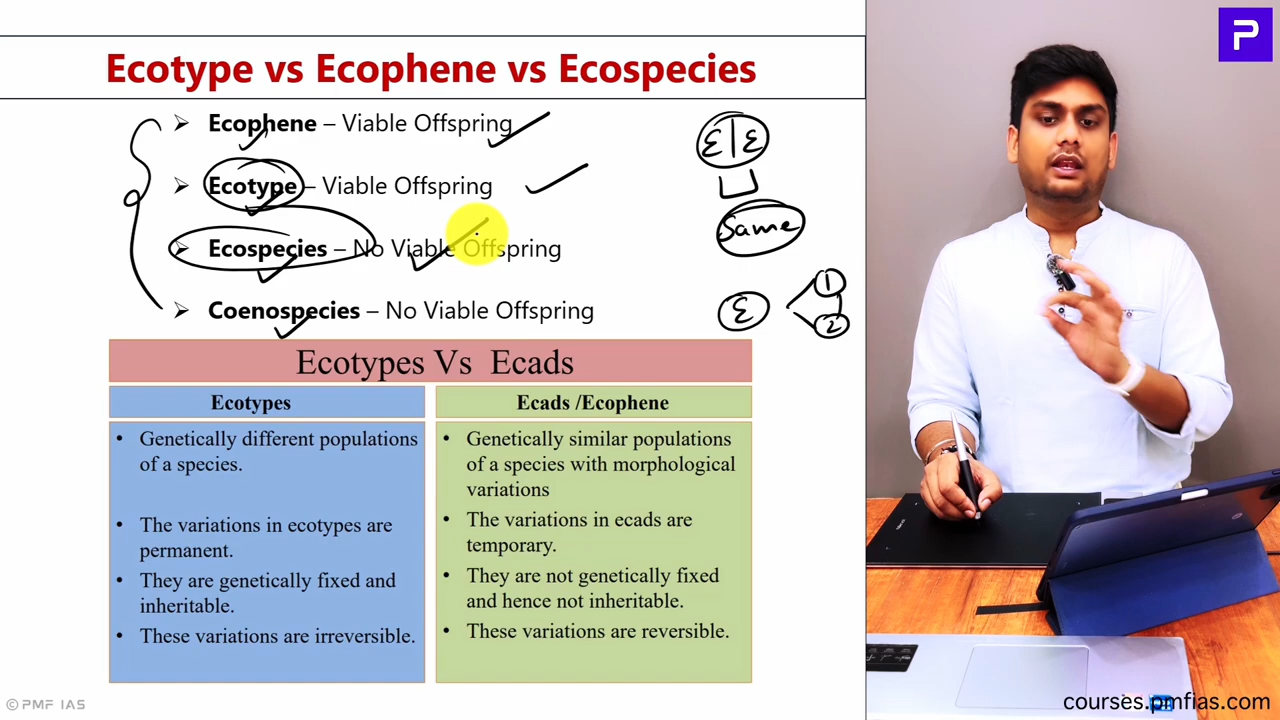 P
Ecotype vs Ecophene vs Ecospecies
➢ Ecophene – Viable Offspring
➢ Ecotype – Viable Offspring
➢ Ecospecies – No Viable Offspring
➢ Coenospecies – No Viable Offspring
ε | ε
Same
ε
1
2
Ecotypes Vs Ecads
Ecotypes
• Genetically different populations
of a species.
• The variations in ecotypes are
permanent.
• They are genetically fixed and
inheritable.
• These variations are irreversible.
Ecads /Ecophene
• Genetically similar populations
of a species with morphological
variations
• The variations in ecads are
temporary.
• They are not genetically fixed
and hence not inheritable.
• These variations are reversible.
© PMF IAS
courses.pmfias.com